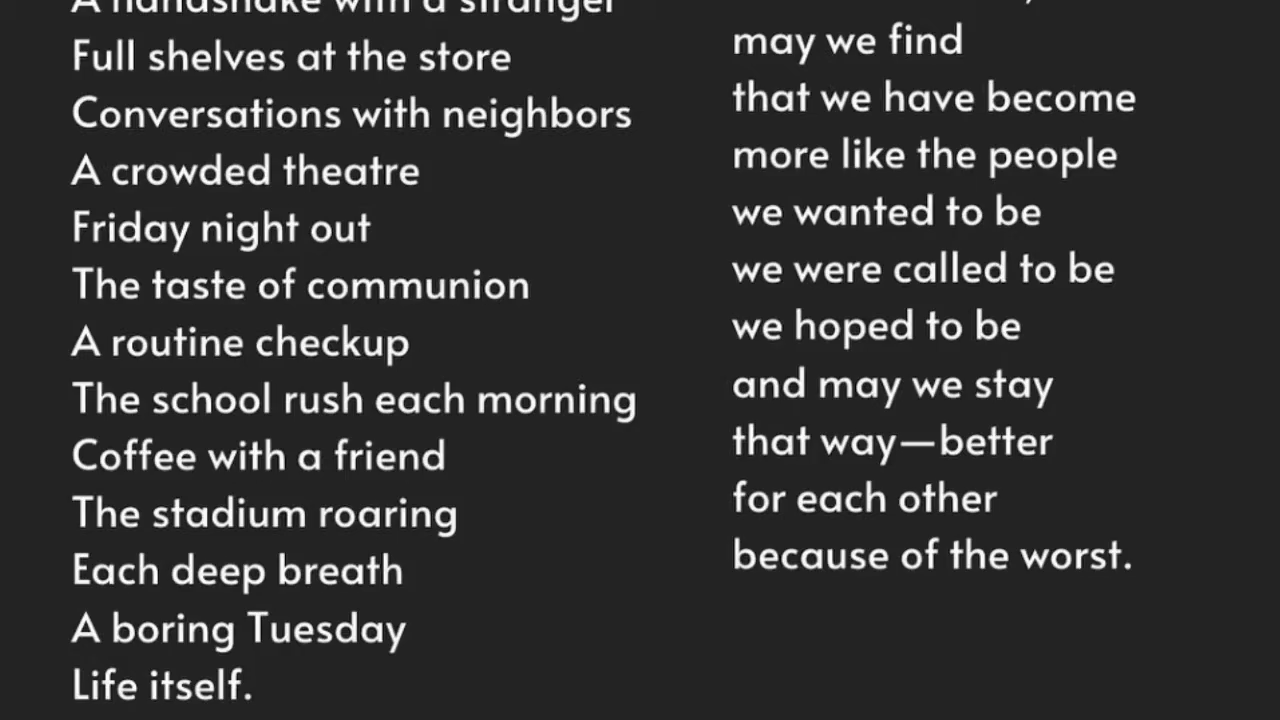 A handshake with a stranger
Full shelves at the store
Conversations with neighbors
A crowded theatre
Friday night out
The taste of communion
A routine checkup
The school rush each morning
Coffee with a friend
The stadium roaring
Each deep breath
A boring Tuesday
Life itself.
may we find
that we have become
more like the people
we wanted to be
we were called to be
we hoped to be
and may we stay
that way—better
for each other
because of the worst.